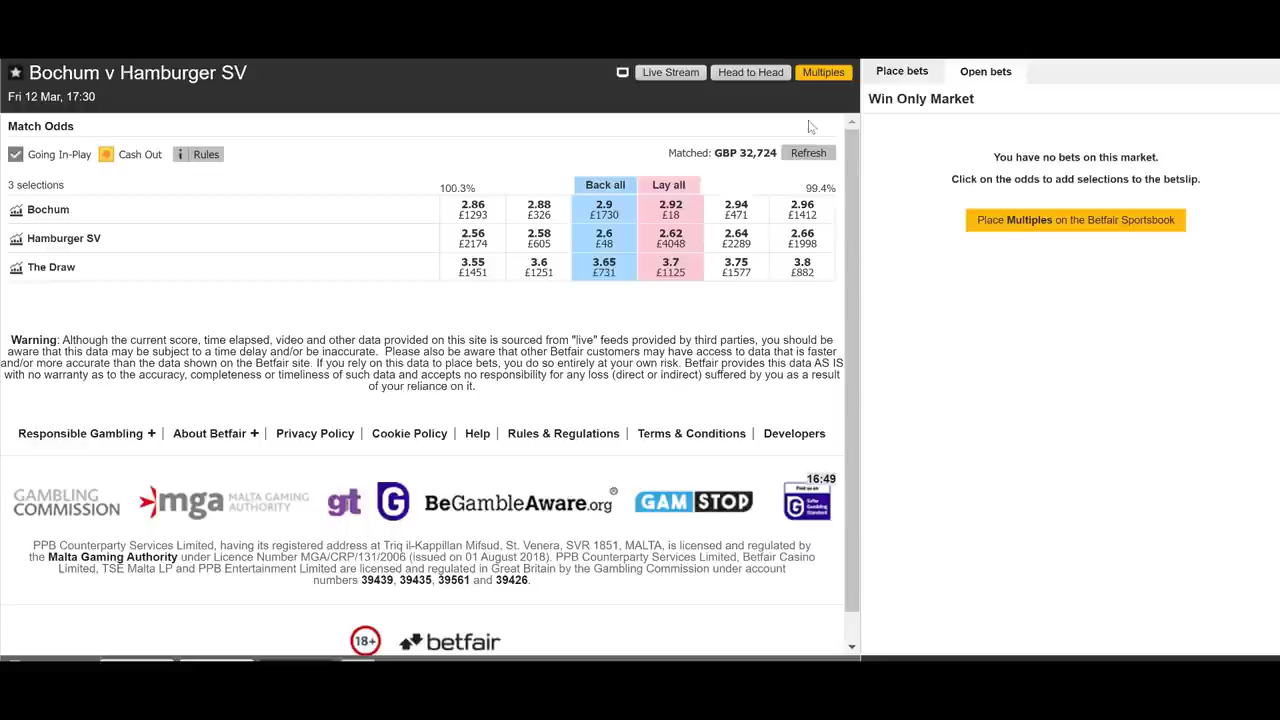 Bochum v Hamburger SV
Live Stream
Head to Head
Multiples
Place bets
Open bets
Fri 12 Mar, 17:30
Win Only Market
Match Odds
Going In-Play
Cash Out
i Rules
Matched: GBP 32,724
Refresh
You have no bets on this market.
Click on the odds to add selections to the betslip.
Place Multiples on the Betfair Sportsbook
3 selections
100.3%
Back all
Lay all
99.4%
Bochum
2.86 2.88 2.9 2.92 2.94 2.96
£1293 £326 £1730 £18 £471 £1412
Hamburger SV
2.56 2.58 2.6 2.62 2.64 2.66
£2174 £605 £48 £4048 £2289 £1998
The Draw
3.55 3.6 3.65 3.7 3.75 3.8
£1451 £1251 £731 £1125 £1577 £882
Warning: Although the current score, time elapsed, video and other data provided on this site is sourced from "live" feeds provided by third parties, you should be
aware that this data may be subject to a time delay and/or be inaccurate. Please also be aware that other Betfair customers may have access to data that is faster
and/or more accurate than the data shown on the Betfair site. If you rely on this data to place bets, you do so entirely at your own risk. Betfair provides this data AS IS
with no warranty as to the accuracy, completeness or timeliness of such data and accepts no responsibility for any loss (direct or indirect) suffered by you as a result
of your reliance on it.
Responsible Gambling + | About Betfair + | Privacy Policy | Cookie Policy | Help | Rules & Regulations | Terms & Conditions | Developers
16:49
GAMBLING
COMMISSION
mga
MALTA GAMING
AUTHORITY
gt
G
BeGambleAware.org®
GAMSTOP
G
Safer
Gambling
Standard
PPB Counterparty Services Limited, having its registered address at Triq il-Kappillan Mifsud, St. Venera, SVR 1851, MALTA, is licensed and regulated by
the Malta Gaming Authority under Licence Number MGA/CRP/131/2006 (issued on 01 August 2018). PPB Counterparty Services Limited, Betfair Casino
Limited, TSE Malta LP and PPB Entertainment Limited are licensed and regulated in Great Britain by the Gambling Commission under account
numbers 39439, 39435, 39561 and 39426.
18+
betfair